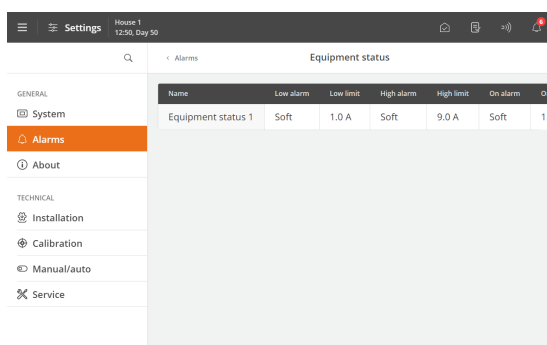 Settings
House 1
12:50, Day 50
6
< Alarms
Equipment status
GENERAL
System
Alarms
About
TECHNICAL
Installation
Calibration
Manual/auto
Service
Name Low alarm Low limit High alarm High limit On alarm
Equipment status 1 Soft 1.0 A Soft 9.0 A Soft 1